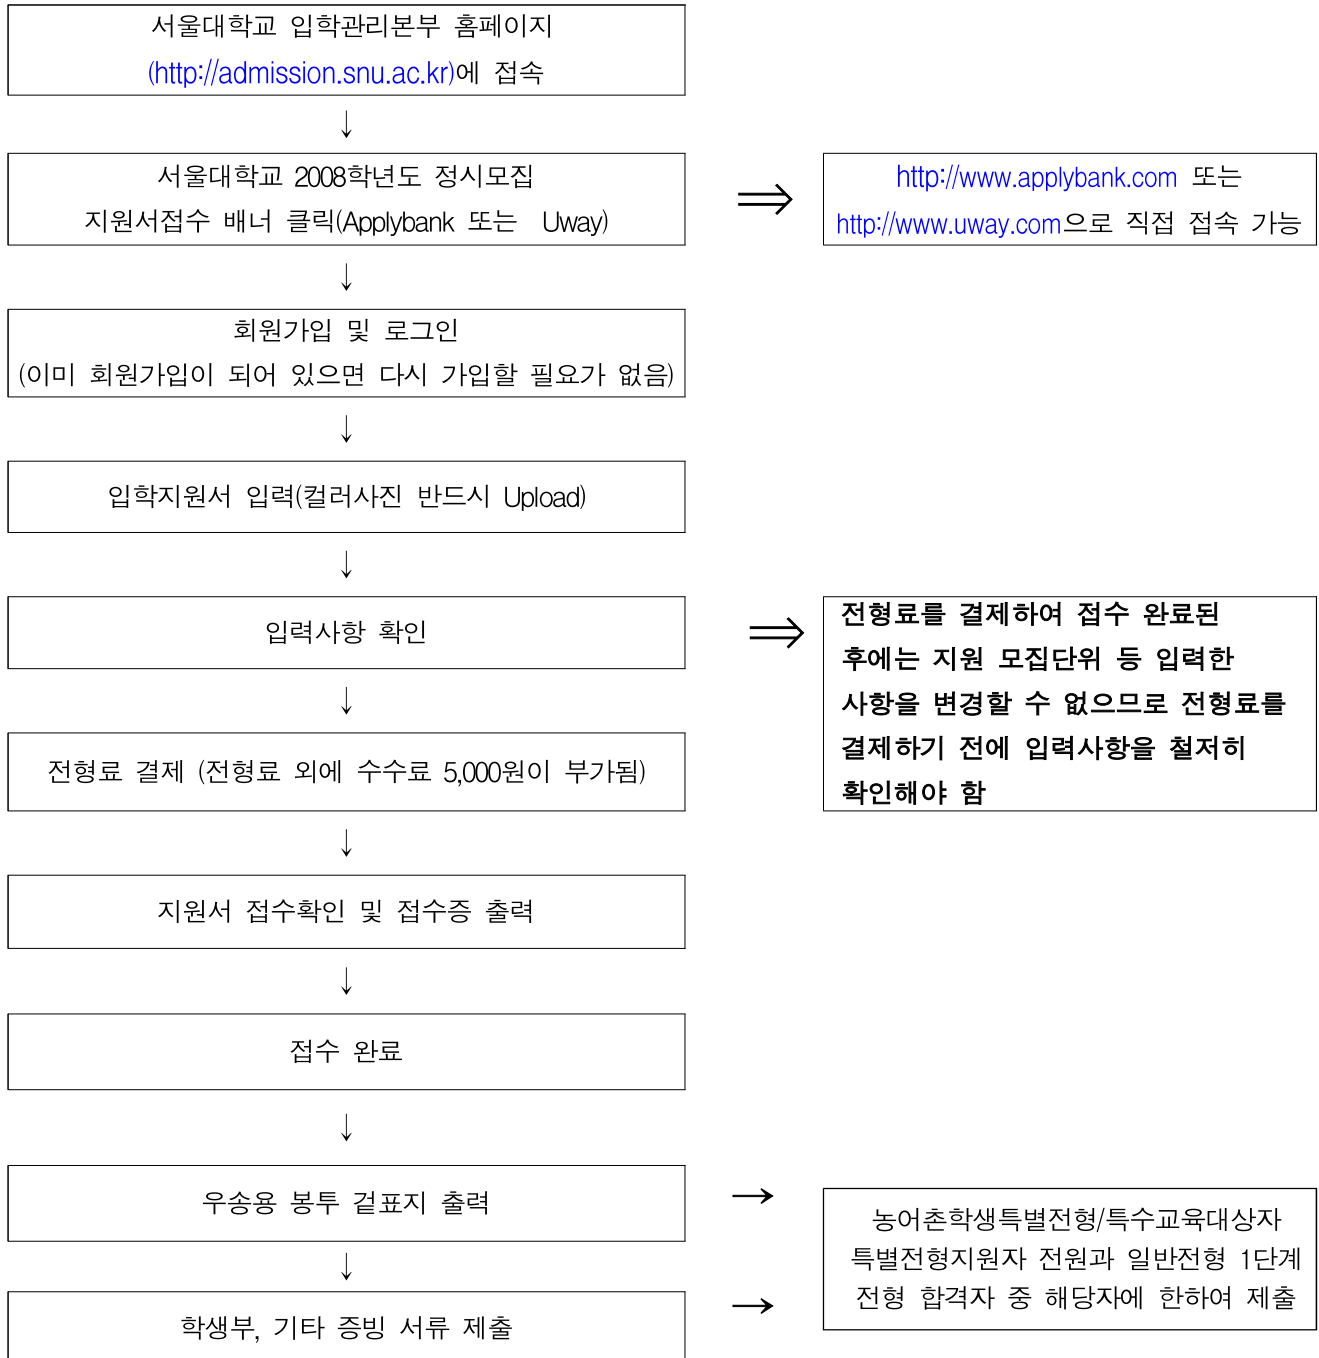 서울대학교 입학관리본부 홈페이지
(http://admission.snu.ac.kr)에 접속
↓
서울대학교 2008학년도 정시모집
지원서접수 배너 클릭(Applybank 또는 Uway)
⇒
http://www.applybank.com 또는
http://www.uway.com으로 직접 접속 가능
↓
회원가입 및 로그인
(이미 회원가입이 되어 있으면 다시 가입할 필요가 없음)
↓
입학지원서 입력(컬러사진 반드시 Upload)
↓
입력사항 확인
⇒
전형료를 결제하여 접수 완료된
후에는 지원 모집단위 등 입력한
사항을 변경할 수 없으므로 전형료를
결제하기 전에 입력사항을 철저히
확인해야 함
↓
전형료 결제 (전형료 외에 수수료 5,000원이 부가됨)
↓
지원서 접수확인 및 접수증 출력
↓
접수 완료
↓
우송용 봉투 겉표지 출력
→
농어촌학생특별전형/특수교육대상자
특별전형지원자 전원과 일반전형 1단계
전형 합격자 중 해당자에 한하여 제출
↓
학생부, 기타 증빙 서류 제출
→